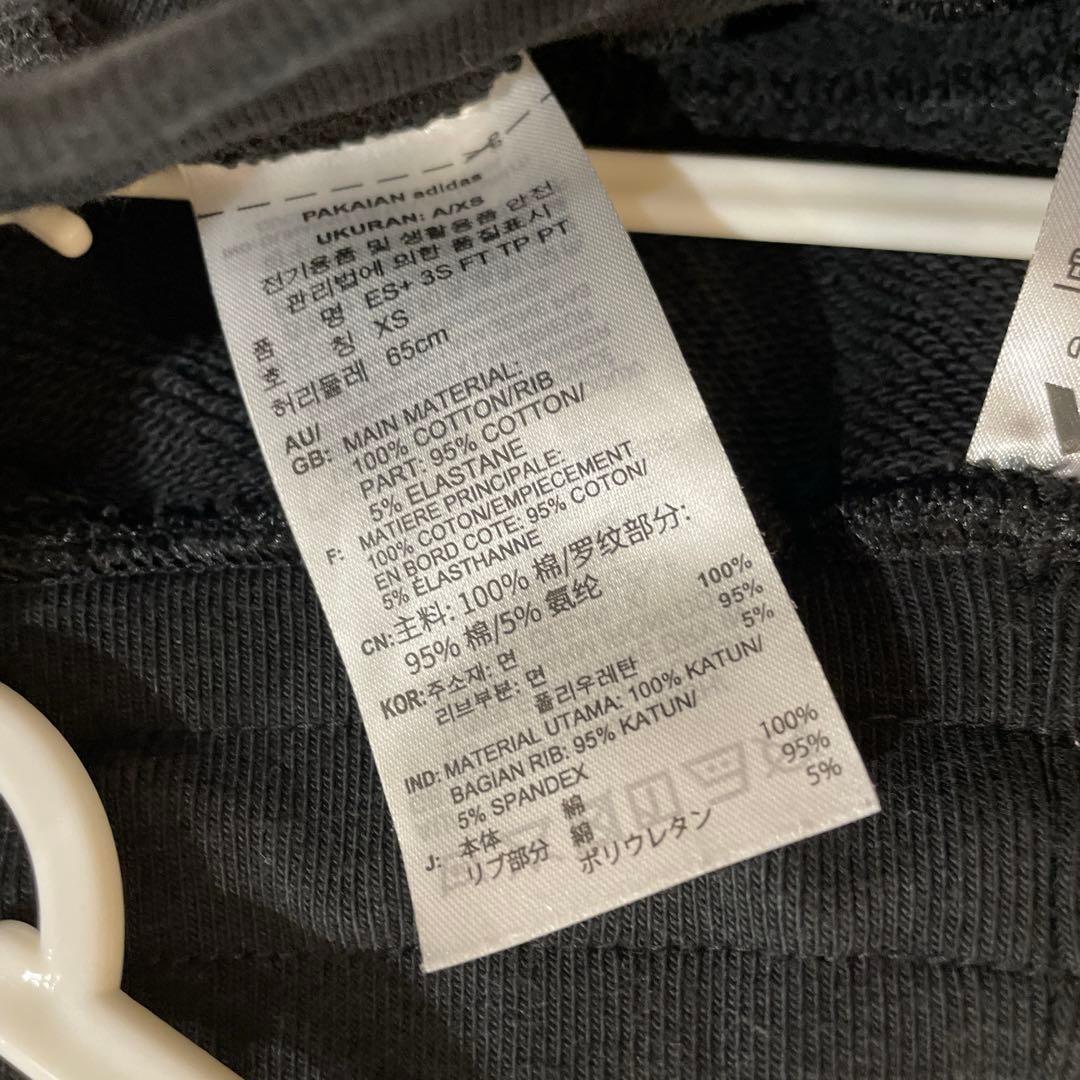 PAKAIAN adidas
UKURAN: A/XS
전기용품 및 생활용품 안전
관리법에 의한 품질표시
품 명 ES+ 3S FT TP PT
호 칭 XS
허리둘레 65cm
AU/
GB: MAIN MATERIAL:
100% COTTON/RIB
PART: 95% COTTON/
5% ELASTANE
F: MATIERE PRINCIPALE:
100% COTON/EMPIECEMENT
EN BORD COTE: 95% COTON/
5% ÉLASTHANNE
CN: 主料: 100% 棉/罗纹部分:
95% 棉/5% 氨纶
KOR: 주소재: 면 100%
리브부분: 면 95%
폴리우레탄 5%
IND: MATERIAL UTAMA: 100% KATUN/
BAGIAN RIB: 95% KATUN/
5% SPANDEX
J: 本体 綿 100%
リブ部分 綿 95%
ポリウレタン 5%